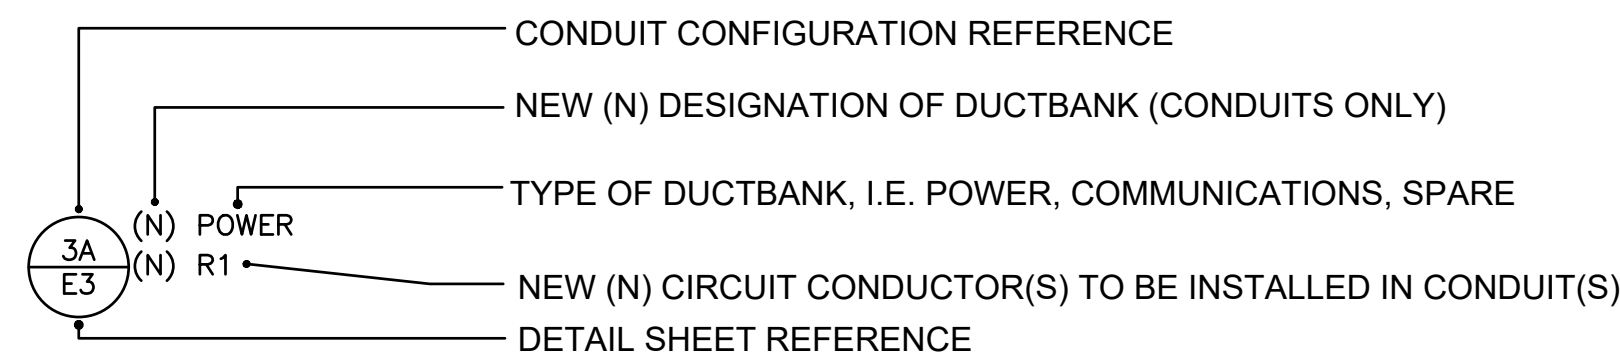 CONDUIT CONFIGURATION REFERENCE
NEW (N) DESIGNATION OF DUCTBANK (CONDUITS ONLY)
TYPE OF DUCTBANK, I.E. POWER, COMMUNICATIONS, SPARE
(N) POWER
3A
(N) R1
E3
NEW (N) CIRCUIT CONDUCTOR(S) TO BE INSTALLED IN CONDUIT(S)
DETAIL SHEET REFERENCE